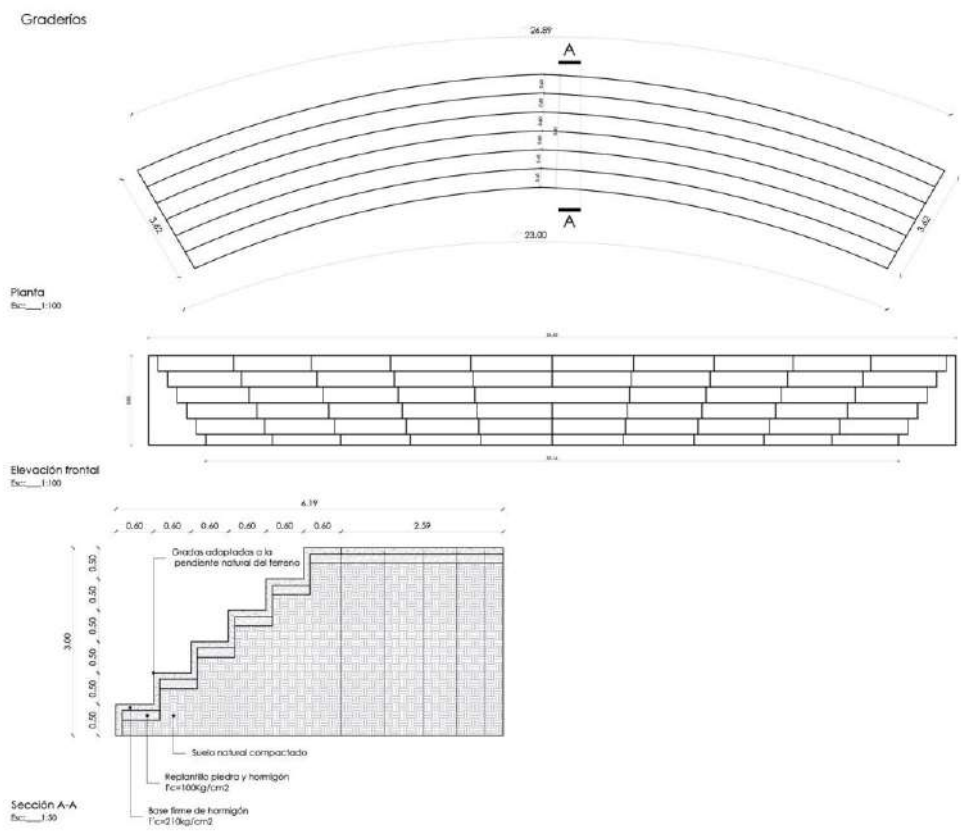 Graderíos
26.89
A
3.62
3.62
A
23.00
Planta
Esc:___1:100
Elevación frontal
Esc:___1:100
6.19
0.60 0.60 0.60 0.60 0.60 0.60 2.59
Gradas adaptadas a la
pendiente natural del terreno
0.50
0.50
0.50
3.00
0.50
0.50
0.50
Suelo natural compactado
Replantillo piedra y hormigón
f'c=100Kg/cm2
Sección A-A
Esc:___1:50
Base firme de hormigón
f'c=210kg/cm2